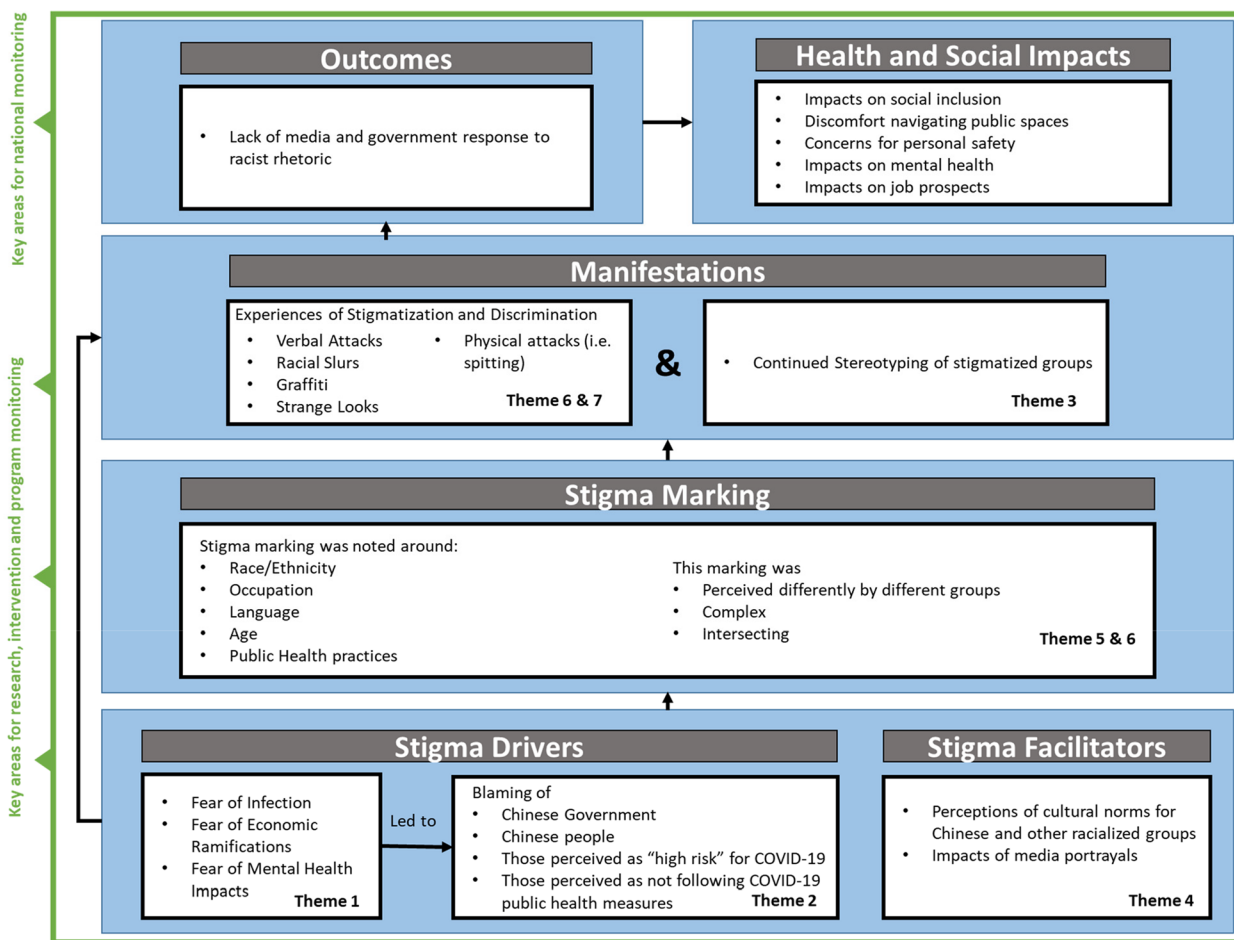 Key areas for national monitoring
Key areas for research, intervention and program monitoring
Outcomes
• Lack of media and government response to
racist rhetoric
Health and Social Impacts
• Impacts on social inclusion
• Discomfort navigating public spaces
• Concerns for personal safety
• Impacts on mental health
• Impacts on job prospects
Manifestations
Experiences of Stigmatization and Discrimination
• Verbal Attacks
• Racial Slurs
• Graffiti
• Strange Looks
• Physical attacks (i.e.
spitting)
Theme 6 & 7
&
• Continued Stereotyping of stigmatized groups
Theme 3
Stigma Marking
Stigma marking was noted around:
• Race/Ethnicity
• Occupation
• Language
• Age
• Public Health practices
This marking was
• Perceived differently by different groups
• Complex
• Intersecting
Theme 5 & 6
Stigma Drivers
• Fear of Infection
• Fear of Economic
Ramifications
• Fear of Mental Health
Impacts
Theme 1
Led to
Blaming of
• Chinese Government
• Chinese people
• Those perceived as “high risk” for COVID-19
• Those perceived as not following COVID-19
public health measures
Theme 2
Stigma Facilitators
• Perceptions of cultural norms for
Chinese and other racialized groups
• Impacts of media portrayals
Theme 4